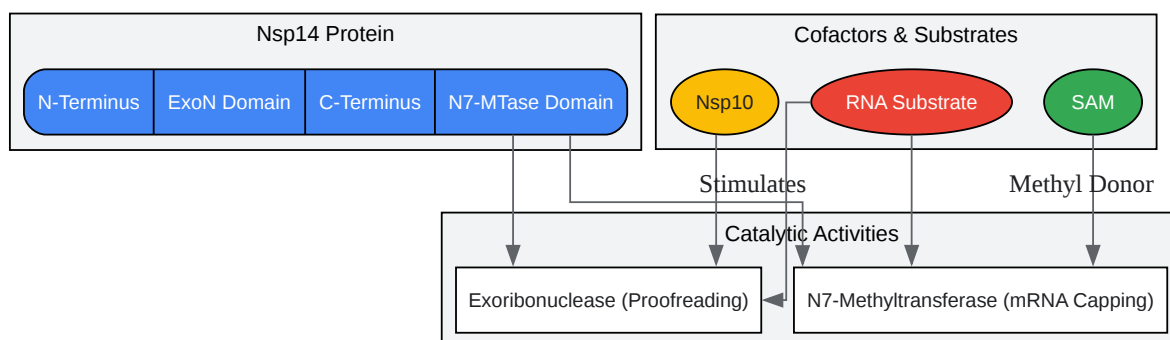 Nsp14 Protein
N-Terminus
ExoN Domain
C-Terminus
N7-MTase Domain
Cofactors & Substrates
Nsp10
RNA Substrate
SAM
Stimulates
Methyl Donor
Catalytic Activities
Exoribonuclease (Proofreading)
N7-Methyltransferase (mRNA Capping)